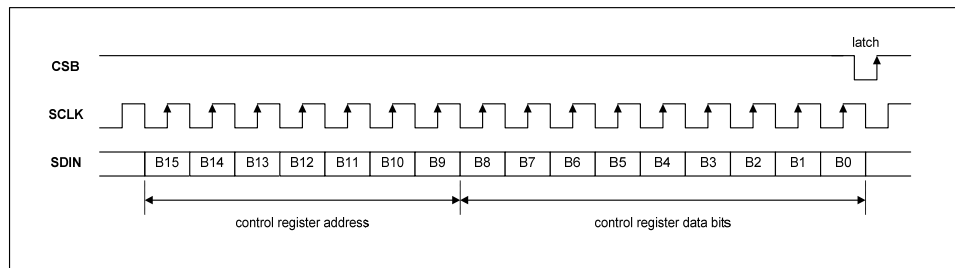 latch
CSB
SCLK
SDIN B15 B14 B13 B12 B11 B10 B9 B8 B7 B6 B5 B4 B3 B2 B1 B0
control register address control register data bits